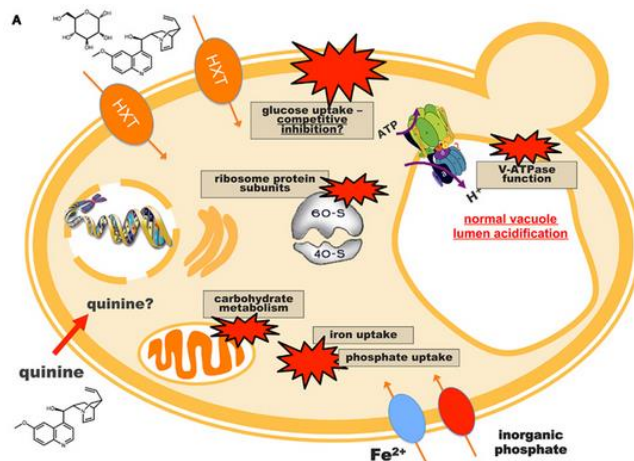 A
HXT
HXT
glucose uptake –
competitive
inhibition?
ATP
V-ATPase
function
H+
normal vacuole
lumen acidification
ribosome protein
subunits
60-S
40-S
quinine?
carbohydrate
metabolism
iron uptake
phosphate uptake
quinine
Fe2+
inorganic
phosphate